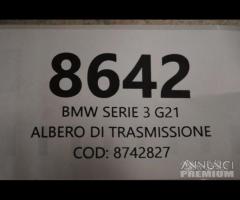 8642
BMW SERIE 3 G21
ALBERO DI TRASMISSIONE
COD: 8742827
ANNUNCI
PREMIUM